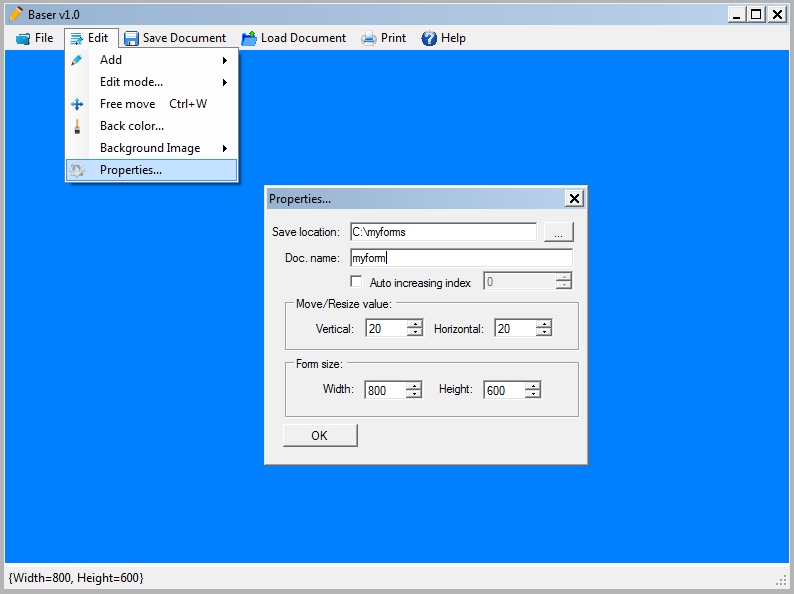 Baser v1.0
File Edit Save Document Load Document Print Help
Add
Edit mode...
Free move Ctrl+W
Back color...
Background Image
Properties...
Properties...
Save location: C:\myforms ...
Doc. name: myform
Auto increasing index 0
Move/Resize value:
Vertical: 20 Horizontal: 20
Form size:
Width: 800 Height: 600
OK
{Width=800, Height=600}